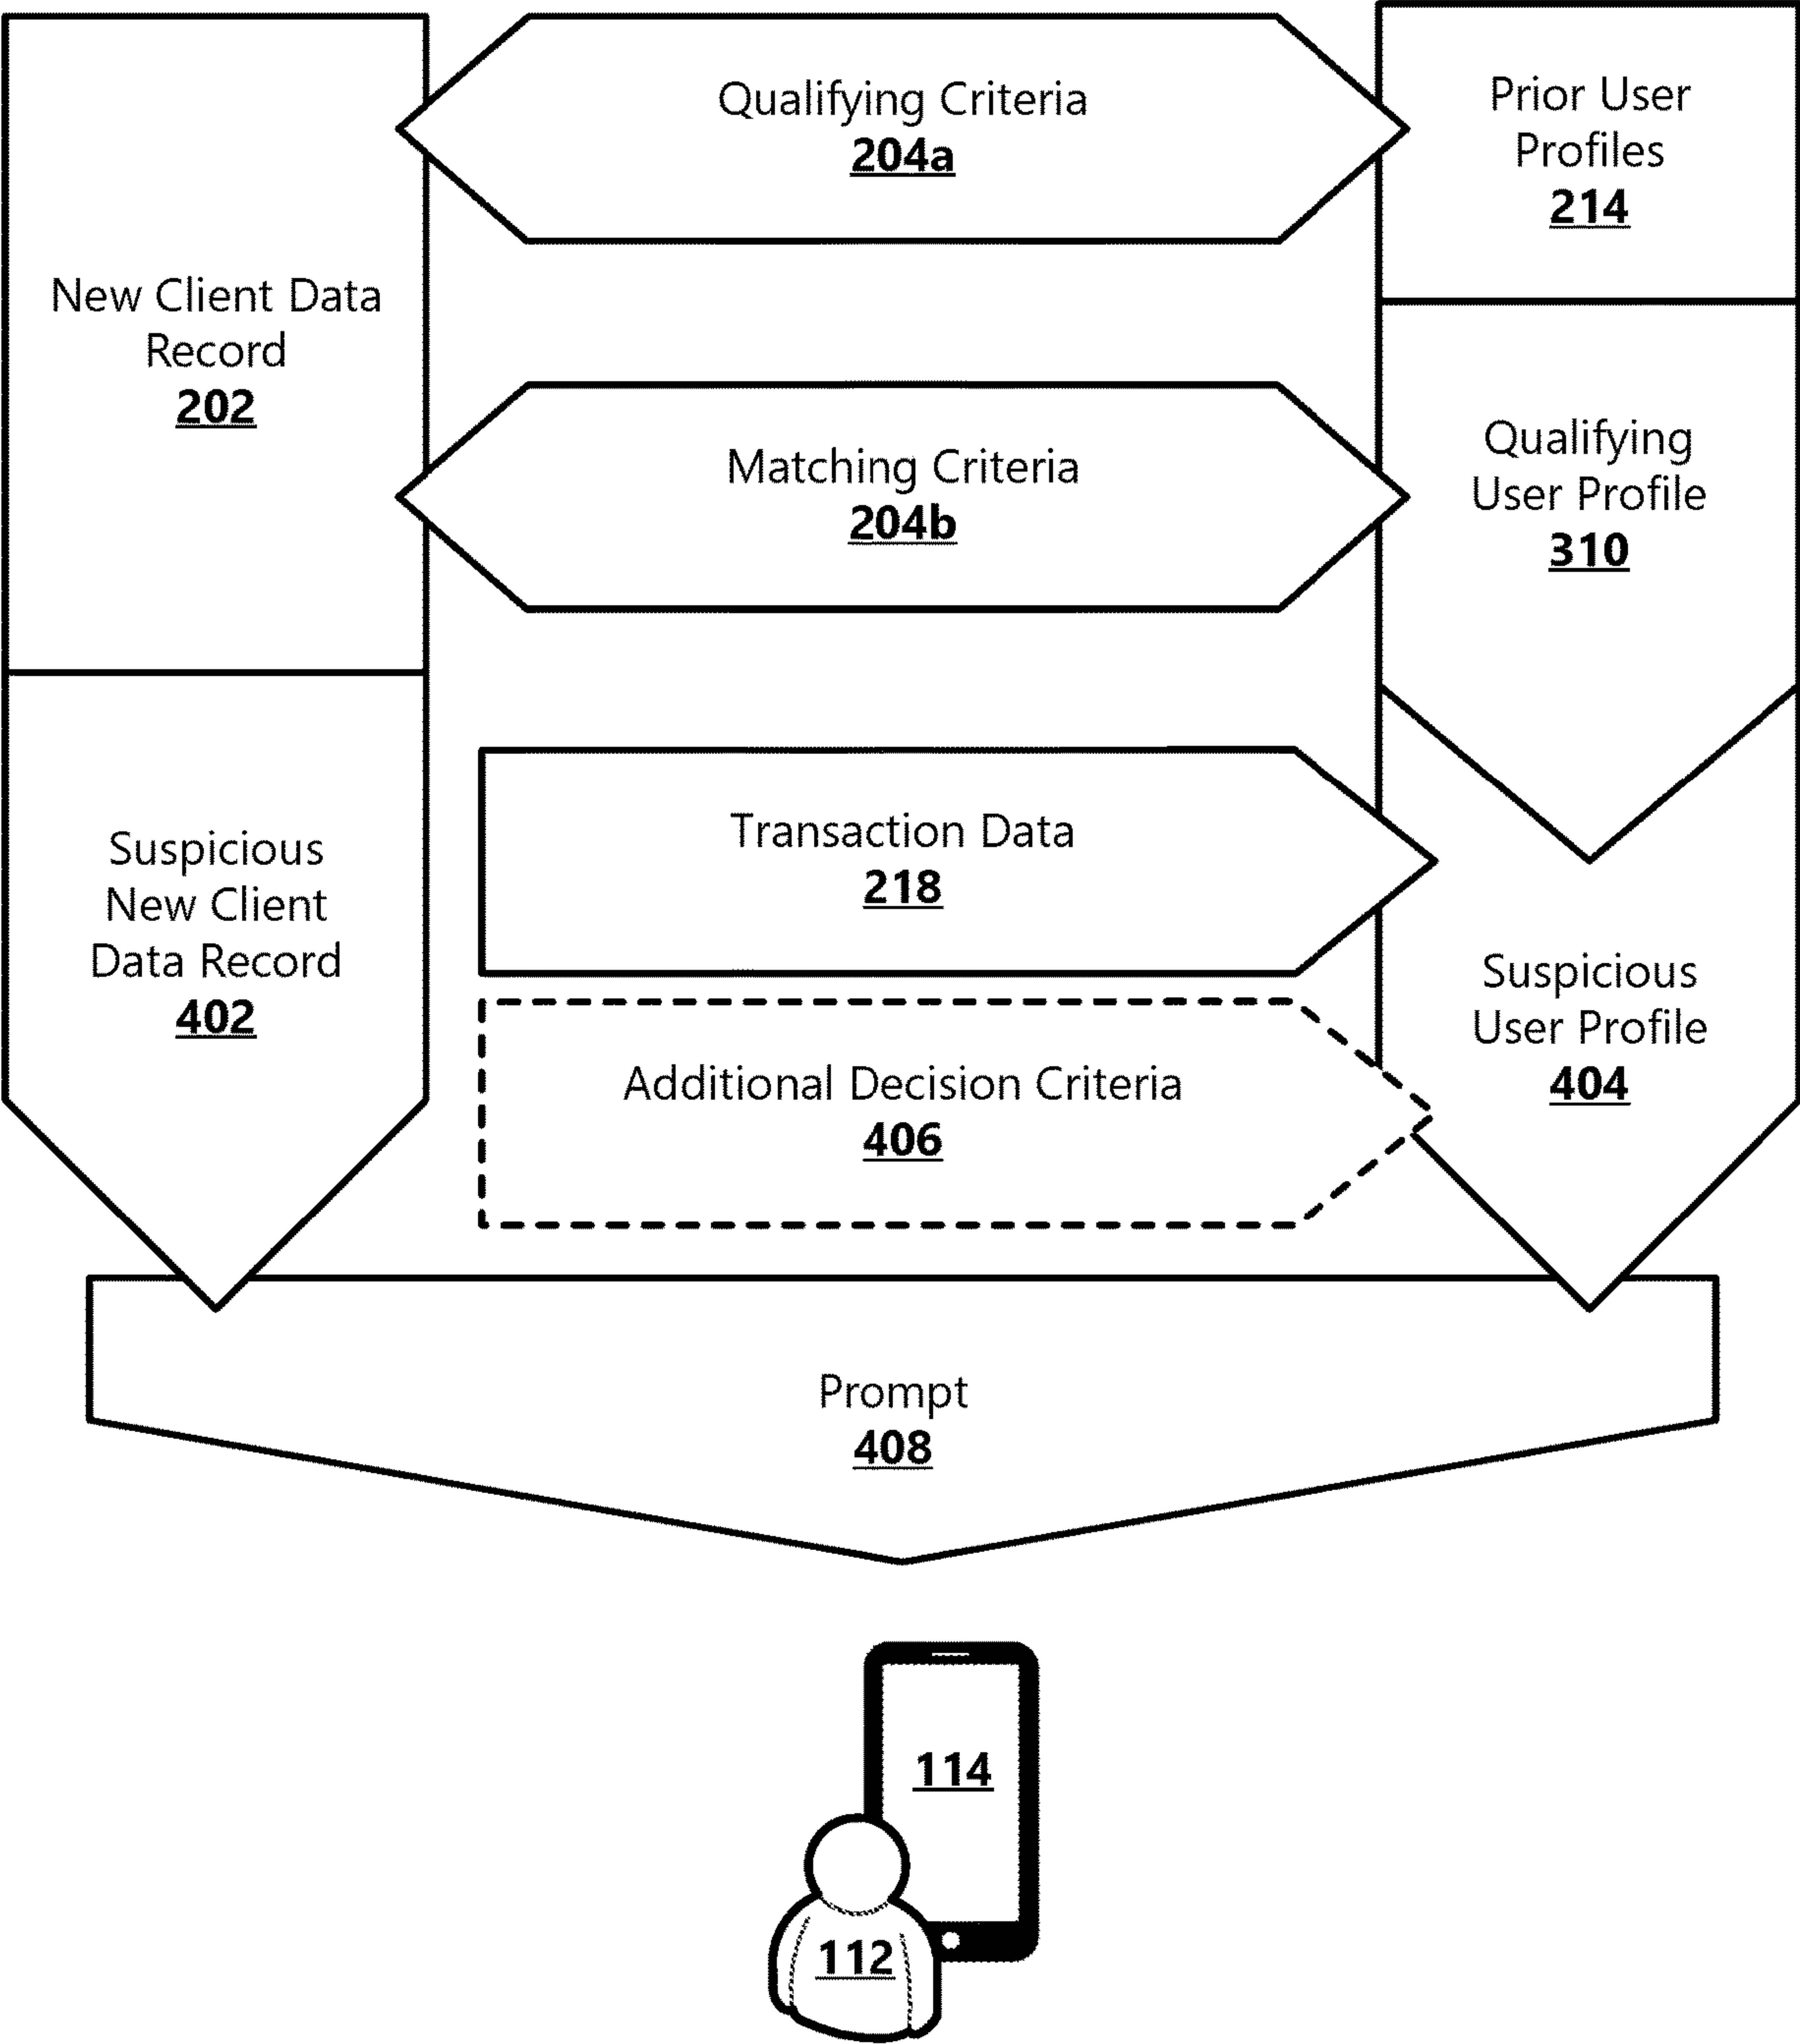 Qualifying Criteria
204a
Prior User
Profiles
214
New Client Data
Record
202
Matching Criteria
204b
Qualifying
User Profile
310
Transaction Data
218
Suspicious
New Client
Data Record
402
Suspicious
User Profile
404
Additional Decision Criteria
406
Prompt
408
114
112